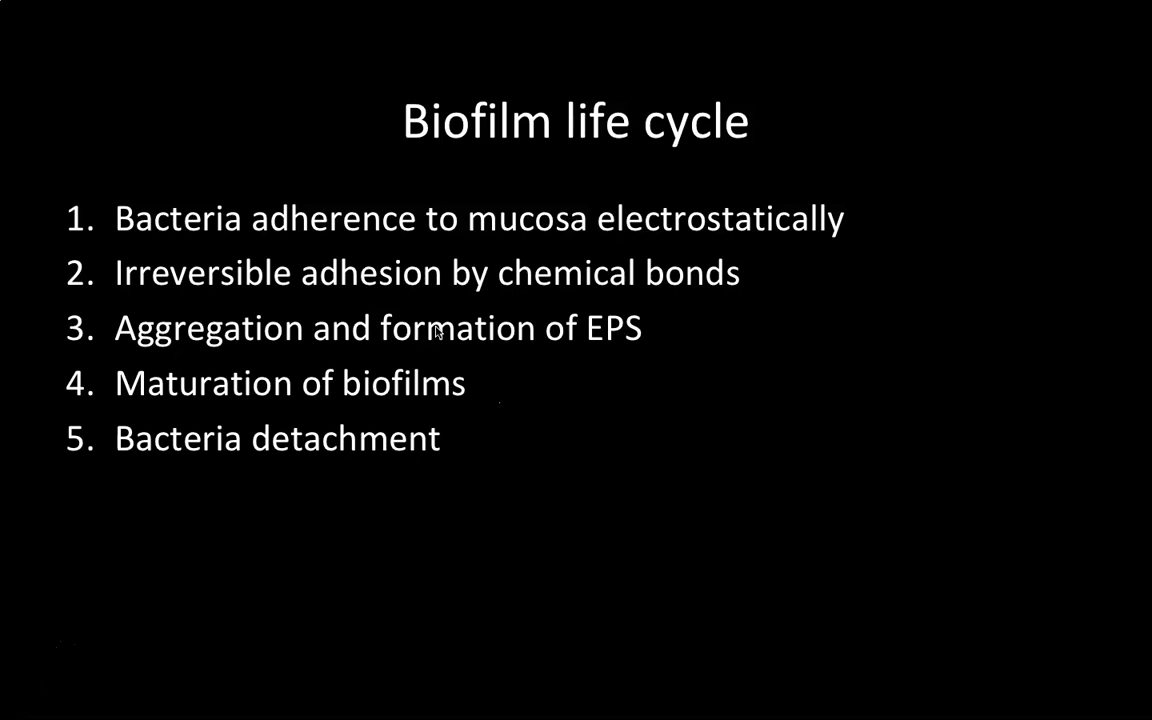 Biofilm life cycle
1. Bacteria adherence to mucosa electrostatically
2. Irreversible adhesion by chemical bonds
3. Aggregation and formation of EPS
4. Maturation of biofilms
5. Bacteria detachment